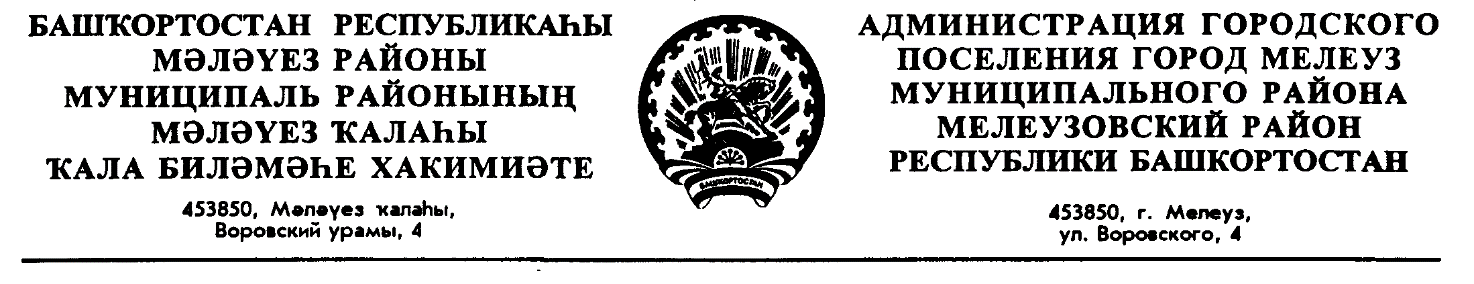 БАШҠОРТОСТАН РЕСПУБЛИКАҺЫ
МӘЛӘҮЕЗ РАЙОНЫ
МУНИЦИПАЛЬ РАЙОНЫНЫҢ
МӘЛӘҮЕЗ ҠАЛАҺЫ
ҠАЛА БИЛӘМӘҺЕ ХАКИМИӘТЕ
453850, Мәләүез ҡалаһы,
Воровский урамы, 4
БАШҠОРТОСТАН
АДМИНИСТРАЦИЯ ГОРОДСКОГО
ПОСЕЛЕНИЯ ГОРОД МЕЛЕУЗ
МУНИЦИПАЛЬНОГО РАЙОНА
МЕЛЕУЗОВСКИЙ РАЙОН
РЕСПУБЛИКИ БАШКОРТОСТАН
453850, г. Мелеуз,
ул. Воровского, 4